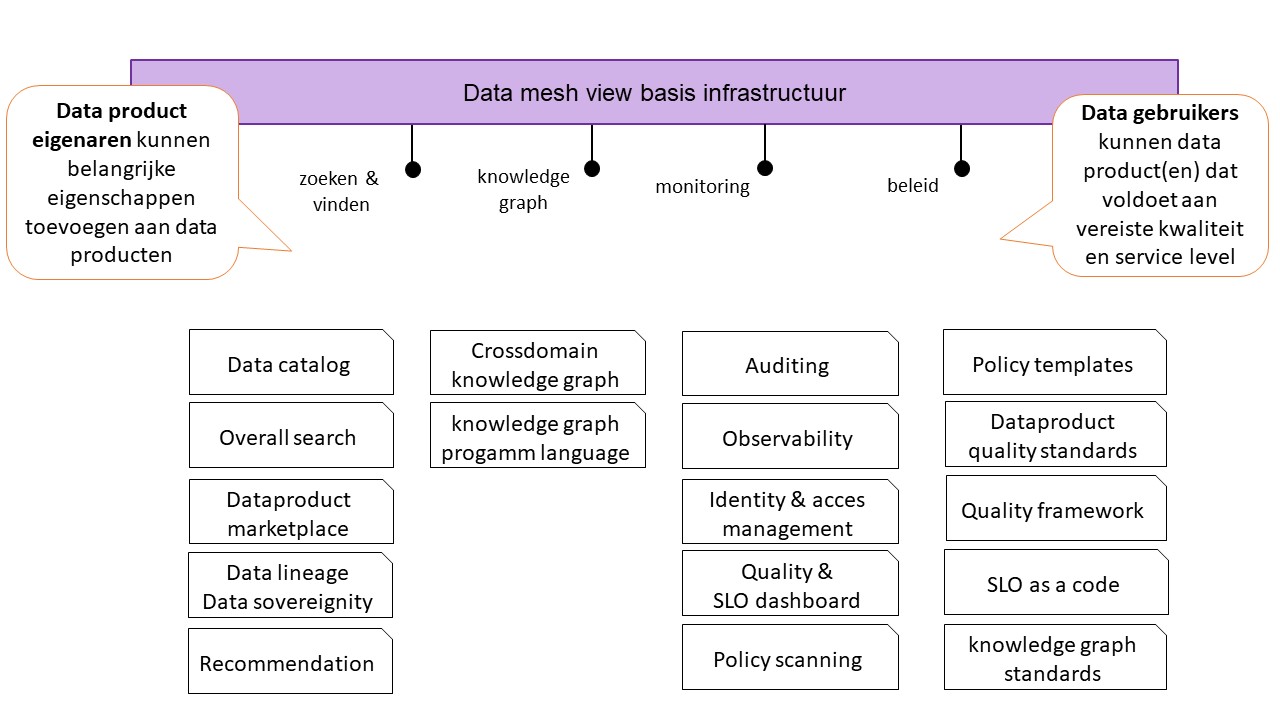 Data mesh view basis infrastructuur
Data product
eigenaren kunnen
belangrijke
eigenschappen
toevoegen aan data
producten
Data gebruikers
kunnen data
product(en) dat
voldoet aan
vereiste kwaliteit
en service level
zoeken &
vinden
knowledge
graph
monitoring
beleid
Data catalog
Overall search
Dataproduct
marketplace
Data lineage
Data sovereignity
Recommendation
Crossdomain
knowledge graph
knowledge graph
progamm language
Auditing
Observability
Identity & acces
management
Quality &
SLO dashboard
Policy scanning
Policy templates
Dataproduct
quality standards
Quality framework
SLO as a code
knowledge graph
standards